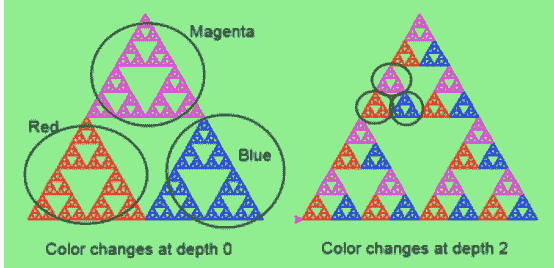 Magenta
Red
Blue
Color changes at depth 0
Color changes at depth 2